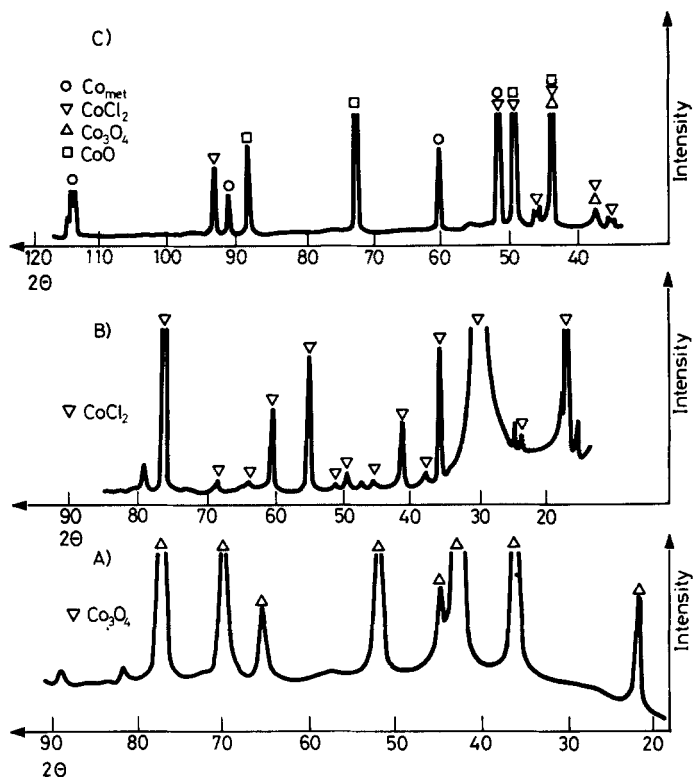 C)
○ Co_met
▽ CoCl₂
△ Co₃O₄
□ CoO
Intensity
120 110 100 90 80 70 60 50 40
2Θ
B)
▽ CoCl₂
Intensity
90 80 70 60 50 40 30 20
2Θ
A)
▽ Co₃O₄
Intensity
90 80 70 60 50 40 30 20
2Θ